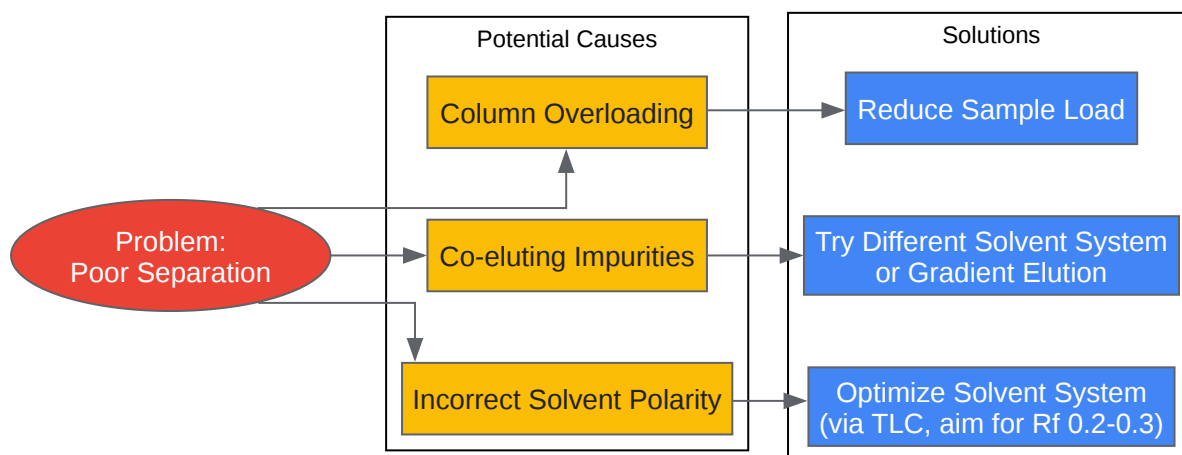 Potential Causes
Solutions
Column Overloading
Reduce Sample Load
Problem:
Poor Separation
Co-eluting Impurities
Try Different Solvent System
or Gradient Elution
Incorrect Solvent Polarity
Optimize Solvent System
(via TLC, aim for Rf 0.2-0.3)